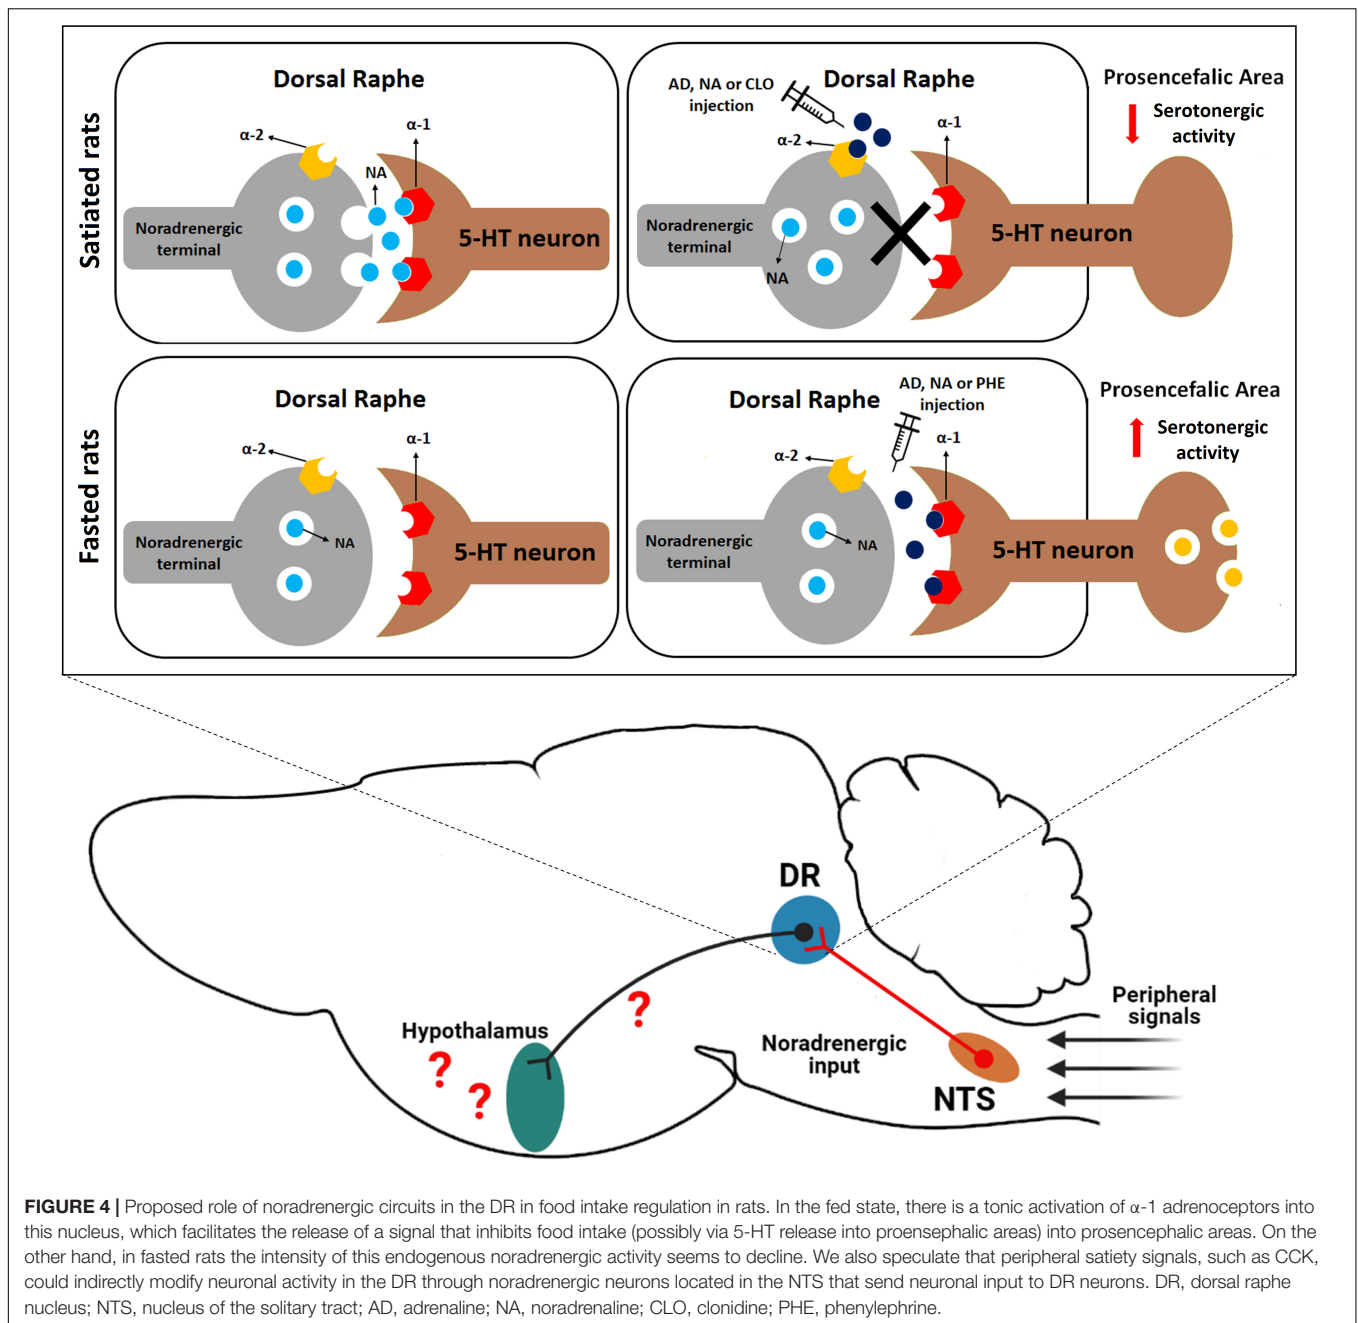 Satiated rats
Dorsal Raphe
α-2
α-1
NA
Noradrenergic
terminal
5-HT neuron
AD, NA or CLO
injection
Dorsal Raphe
α-2
α-1
Noradrenergic
terminal
NA
5-HT neuron
Prosencefalic Area
Serotonergic
activity
Fasted rats
Dorsal Raphe
α-2
α-1
Noradrenergic
terminal
NA
5-HT neuron
AD, NA or PHE
injection
Dorsal Raphe
α-2
α-1
Noradrenergic
terminal
NA
5-HT neuron
Prosencefalic Area
Serotonergic
activity
DR
?
Hypothalamus
?
?
Noradrenergic
input
NTS
Peripheral
signals
FIGURE 4 | Proposed role of noradrenergic circuits in the DR in food intake regulation in rats. In the fed state, there is a tonic activation of α-1 adrenoceptors into
this nucleus, which facilitates the release of a signal that inhibits food intake (possibly via 5-HT release into proensephalic areas) into prosencephalic areas. On the
other hand, in fasted rats the intensity of this endogenous noradrenergic activity seems to decline. We also speculate that peripheral satiety signals, such as CCK,
could indirectly modify neuronal activity in the DR through noradrenergic neurons located in the NTS that send neuronal input to DR neurons. DR, dorsal raphe
nucleus; NTS, nucleus of the solitary tract; AD, adrenaline; NA, noradrenaline; CLO, clonidine; PHE, phenylephrine.